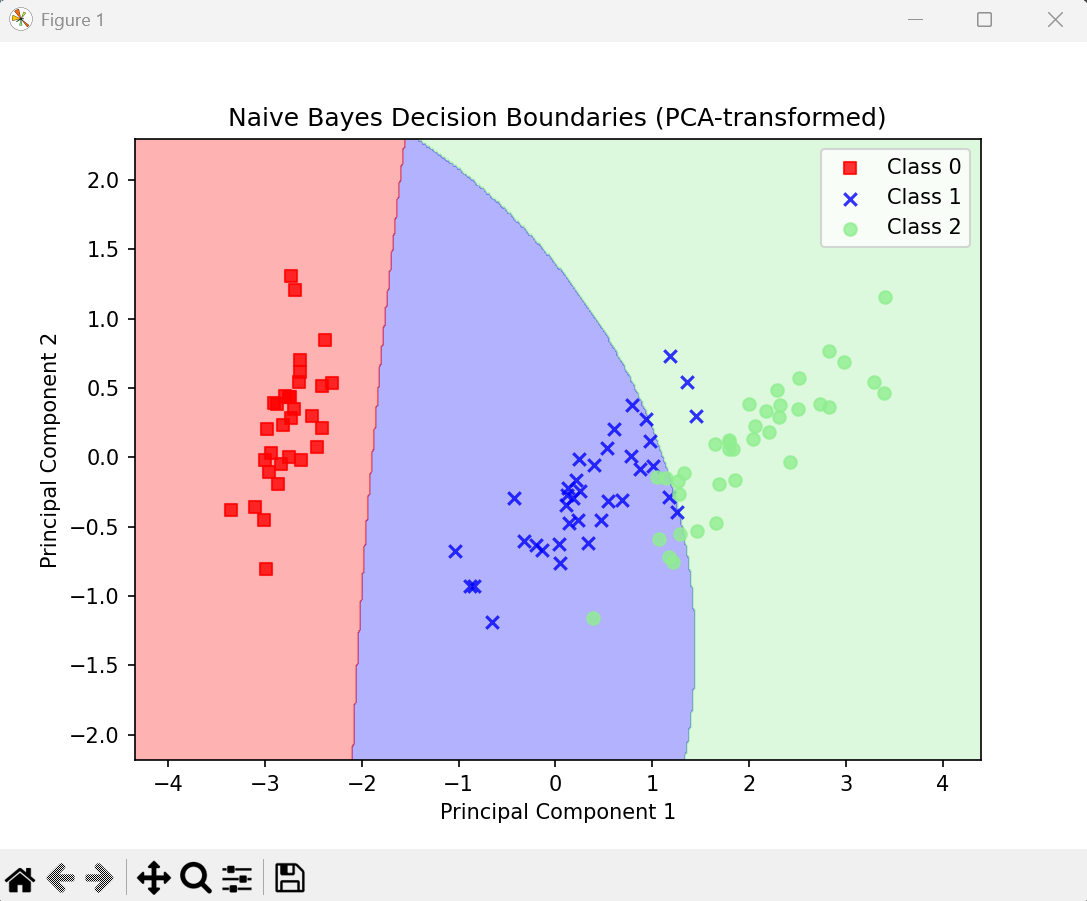 Figure 1
Naive Bayes Decision Boundaries (PCA-transformed)
Class 0
Class 1
Class 2
Principal Component 2
2.0
1.5
1.0
0.5
0.0
−0.5
−1.0
−1.5
−2.0
−4 −3 −2 −1 0 1 2 3 4
Principal Component 1